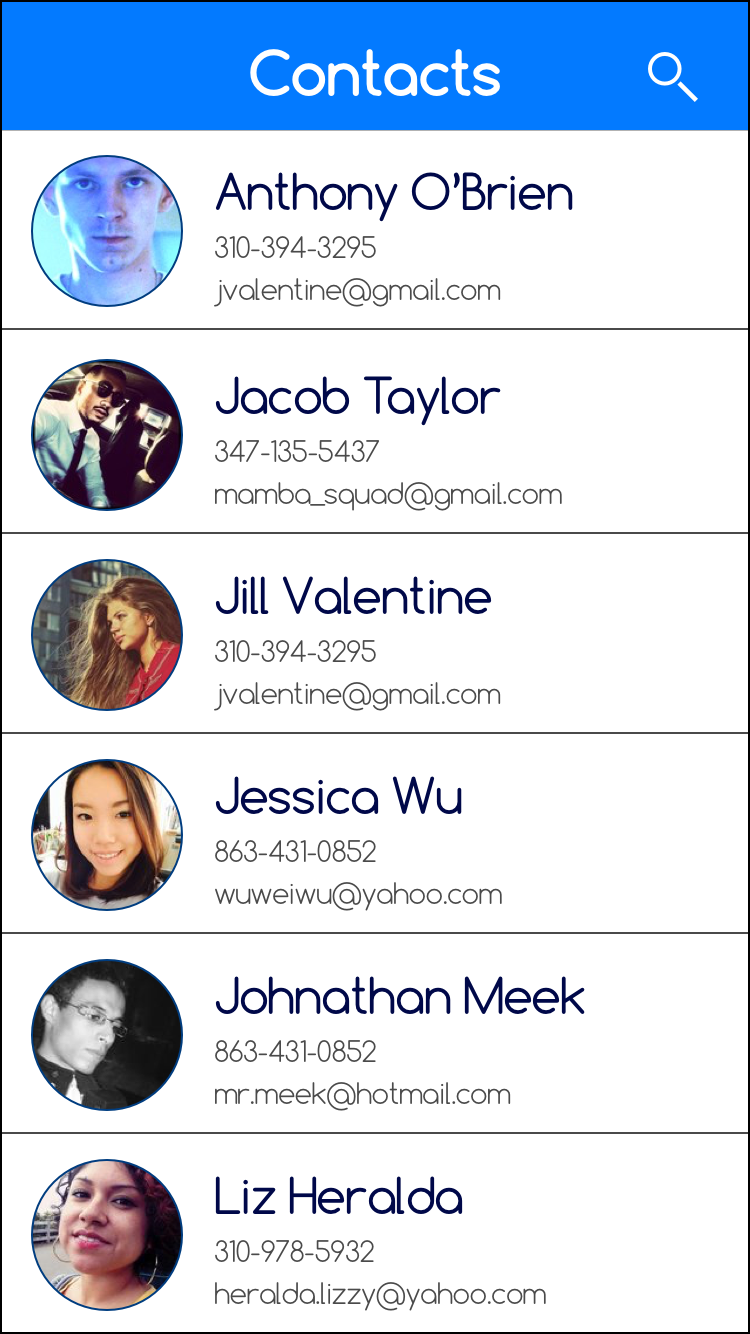 Contacts
Anthony O’Brien
310-394-3295
jvalentine@gmail.com
Jacob Taylor
347-135-5437
mamba_squad@gmail.com
Jill Valentine
310-394-3295
jvalentine@gmail.com
Jessica Wu
863-431-0852
wuweiwu@yahoo.com
Johnathan Meek
863-431-0852
mr.meek@hotmail.com
Liz Heralda
310-978-5932
heralda.lizzy@yahoo.com